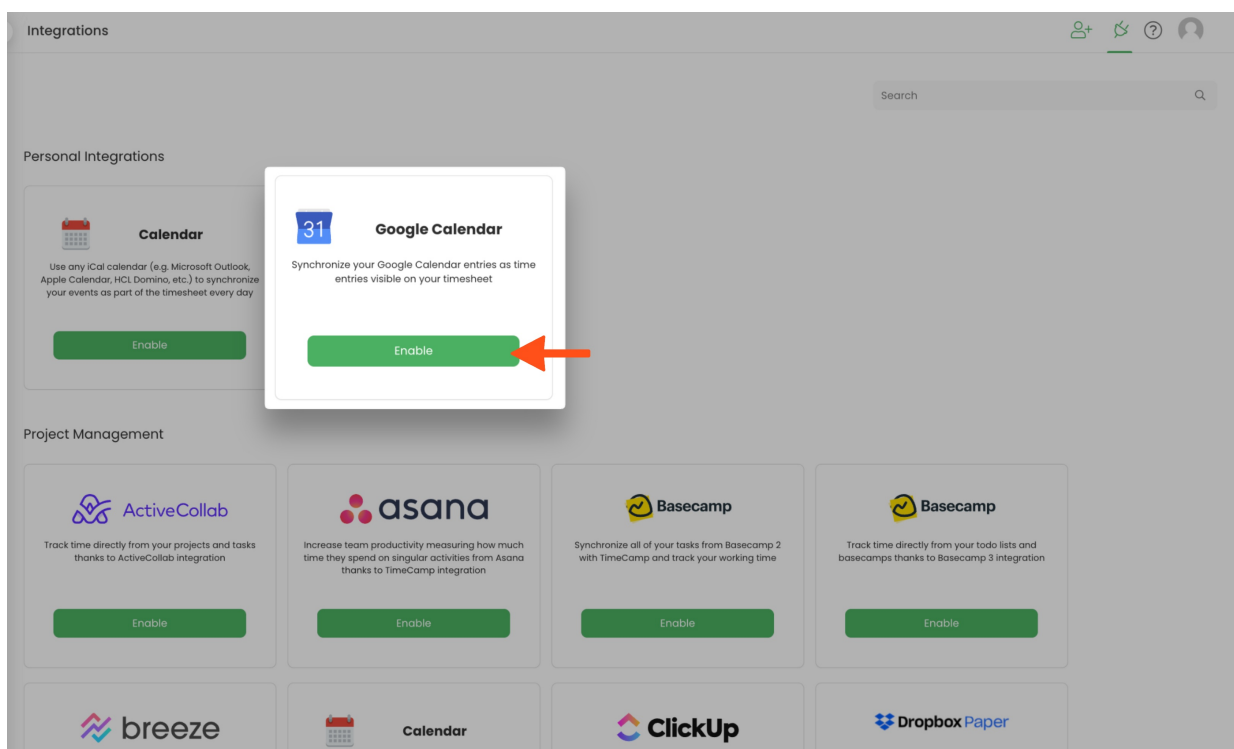 Integrations
Search
Personal Integrations
Calendar
Use any iCal calendar (e.g. Microsoft Outlook,
Apple Calendar, HCL Domino, etc.) to synchronize
your events as part of the timesheet every day
Enable
31
Google Calendar
Synchronize your Google Calendar entries as time
entries visible on your timesheet
Enable
Project Management
ActiveCollab
Track time directly from your projects and tasks
thanks to ActiveCollab integration
Enable
asana
Increase team productivity measuring how much
time they spend on singular activities from Asana
thanks to TimeCamp integration
Enable
Basecamp
Synchronize all of your tasks from Basecamp 2
with TimeCamp and track your working time
Enable
Basecamp
Track time directly from your todo lists and
basecamps thanks to Basecamp 3 integration
Enable
breeze
Calendar
ClickUp
Dropbox Paper